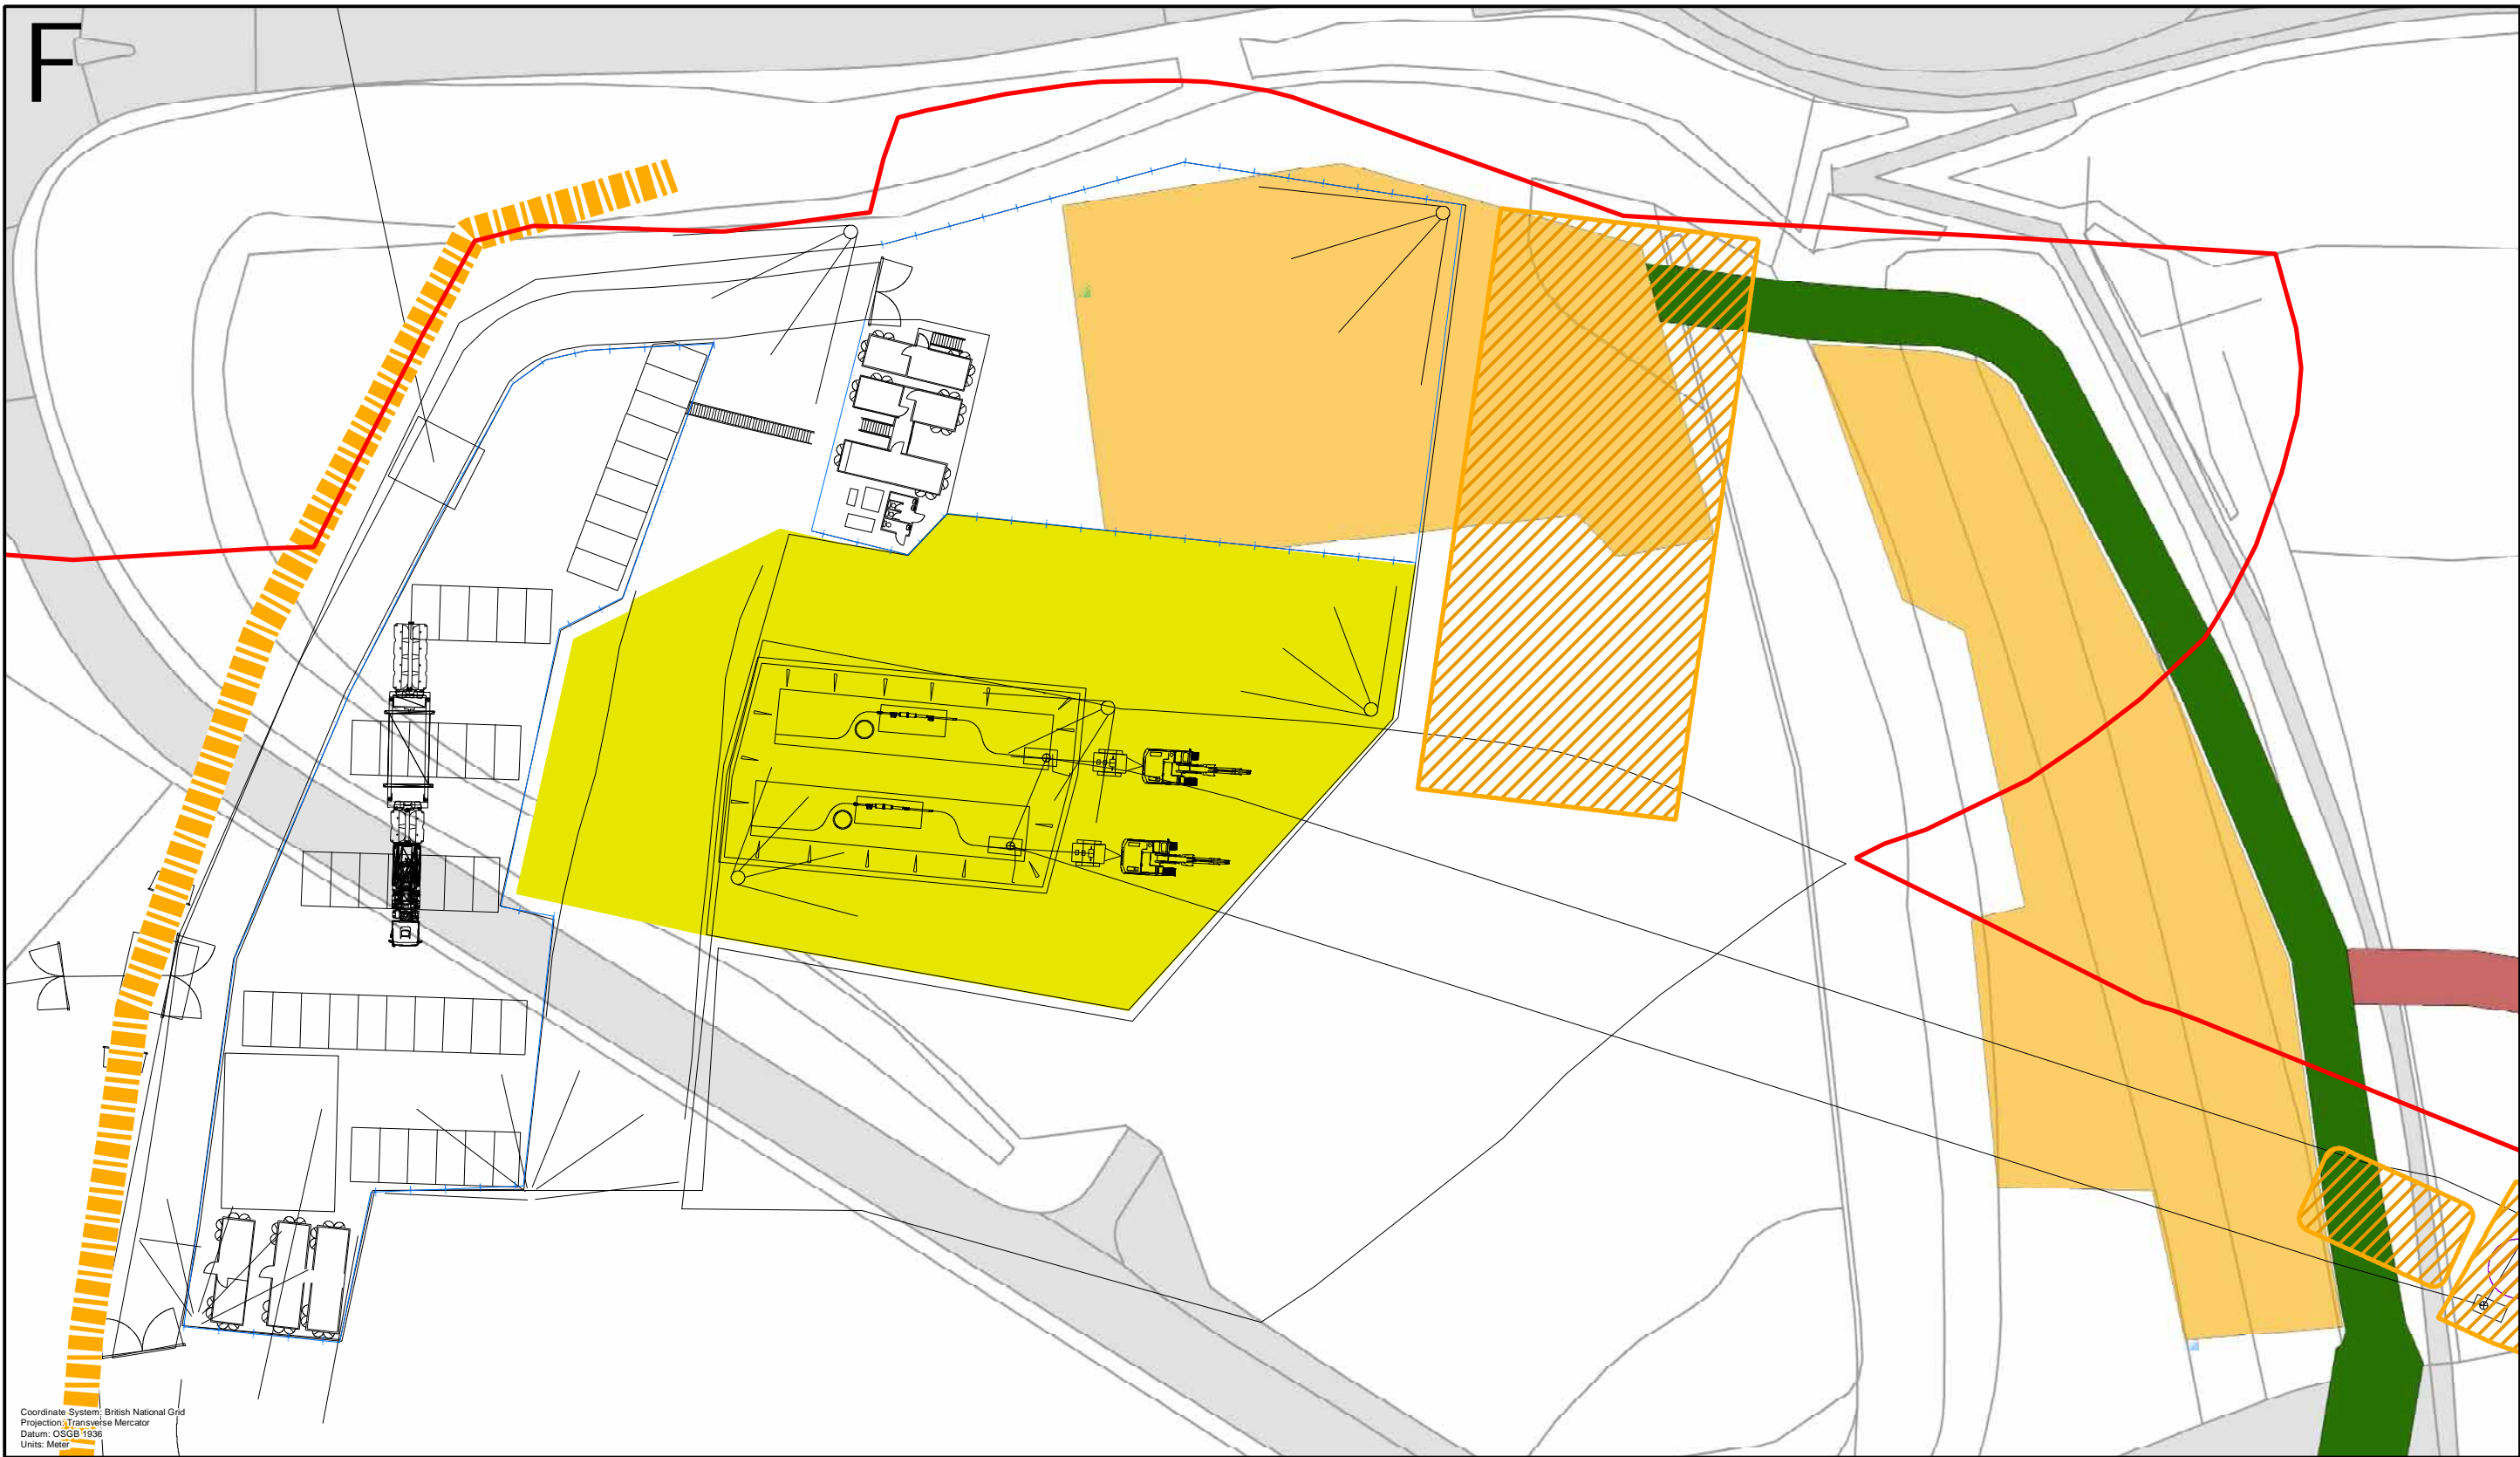 F
Coordinate System: British National Grid
Projection: Transverse Mercator
Datum: OSGB 1936
Units: Meter